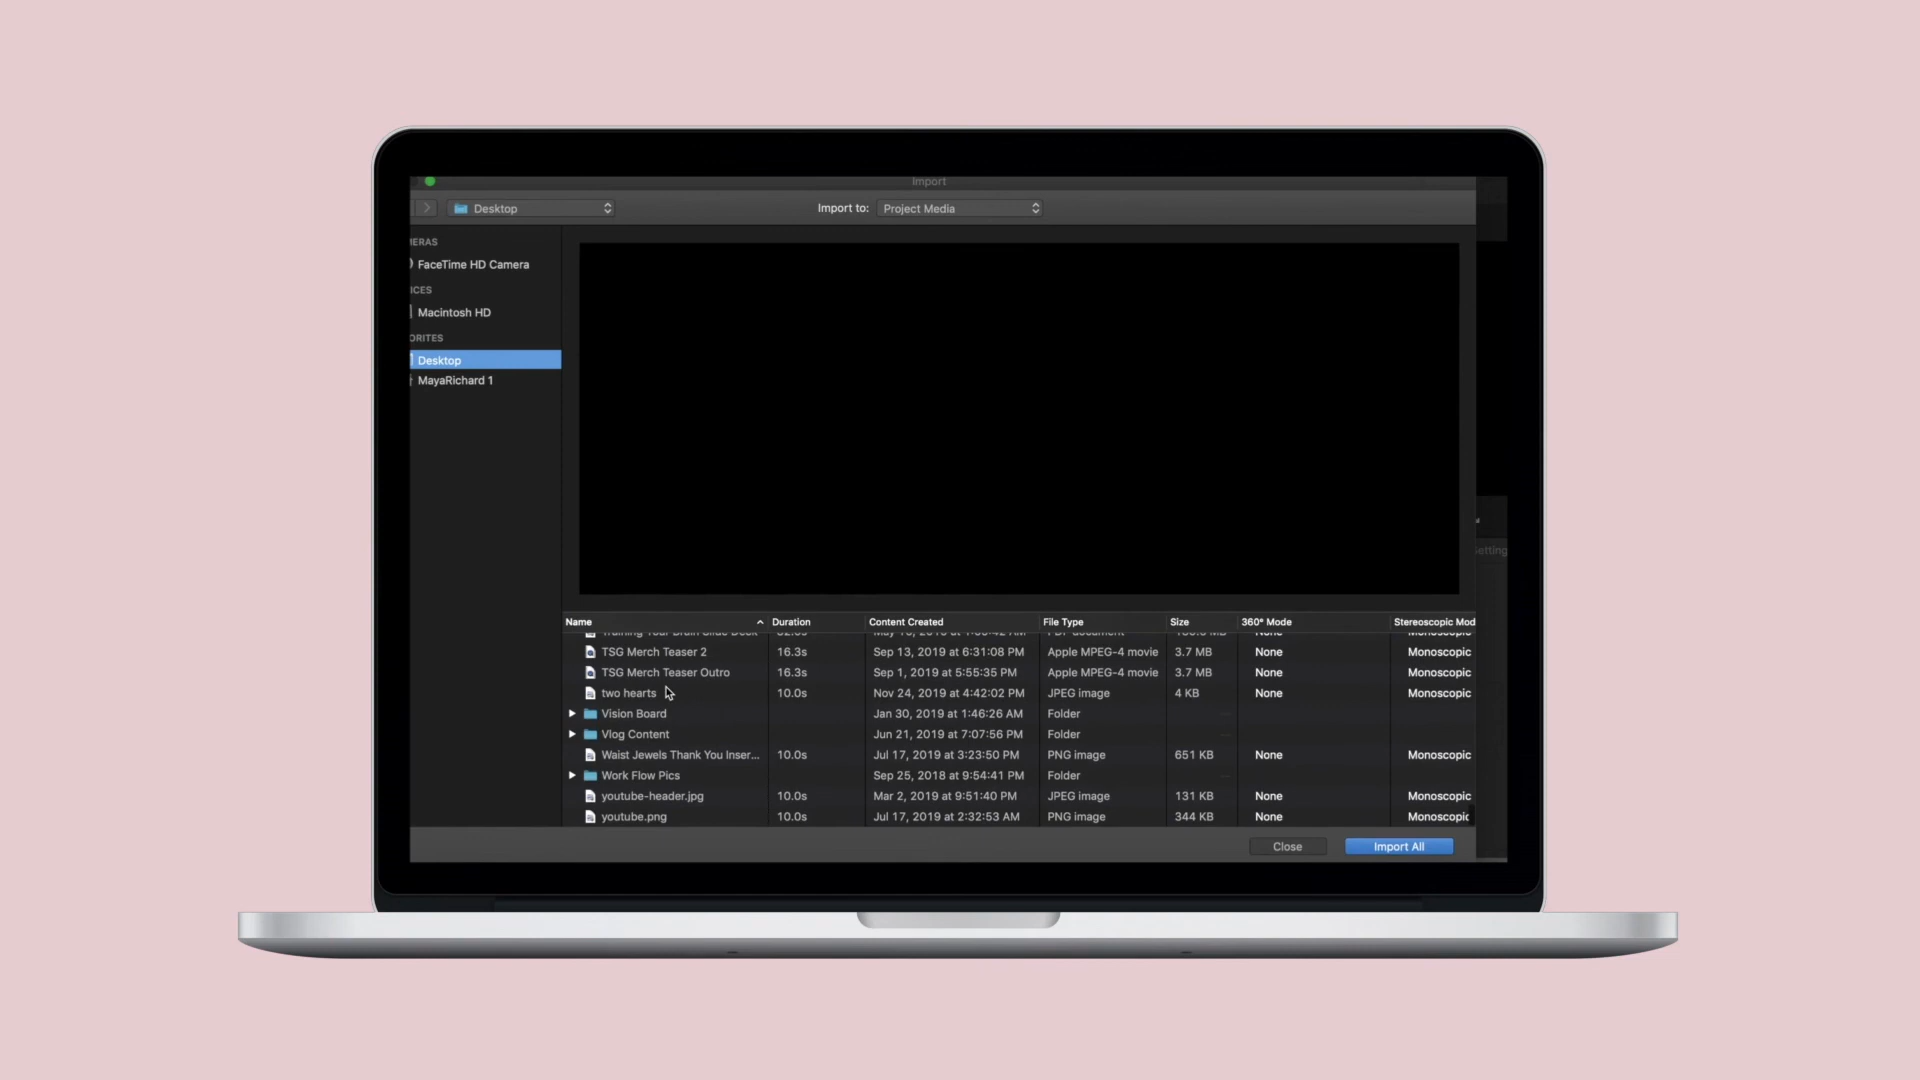 Import
Desktop
Import to: Project Media
MERAS
FaceTime HD Camera
ICES
Macintosh HD
ORITES
Desktop
MayaRichard 1
etting
Name Duration Content Created File Type Size 360° Mode Stereoscopic Mod
Training Your Brain Slide Deck None Monoscopic
TSG Merch Teaser 2 16.3s Sep 13, 2019 at 6:31:08 PM Apple MPEG-4 movie 3.7 MB None Monoscopic
TSG Merch Teaser Outro 16.3s Sep 1, 2019 at 5:55:35 PM Apple MPEG-4 movie 3.7 MB None Monoscopic
two hearts 10.0s Nov 24, 2019 at 4:42:02 PM JPEG image 4 KB None Monoscopic
Vision Board Jan 30, 2019 at 1:46:26 AM Folder --
Vlog Content Jun 21, 2019 at 7:07:56 PM Folder --
Waist Jewels Thank You Inser... 10.0s Jul 17, 2019 at 3:23:50 PM PNG image 651 KB None Monoscopic
Work Flow Pics Sep 25, 2018 at 9:54:41 PM Folder --
youtube-header.jpg 10.0s Mar 2, 2019 at 9:51:40 PM JPEG image 131 KB None Monoscopic
youtube.png 10.0s Jul 17, 2019 at 2:32:53 AM PNG image 344 KB None Monoscopic
Close Import All